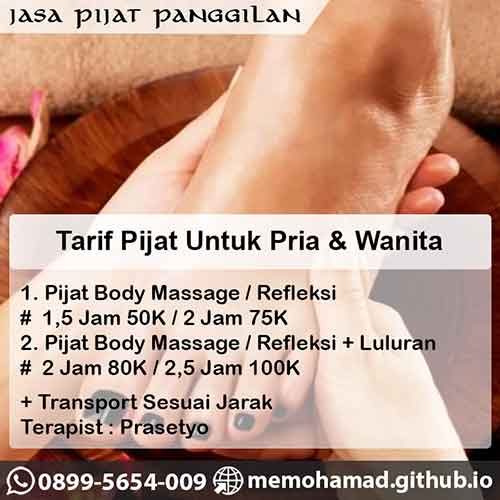 JASA PIJAT PANGGILAN
Tarif Pijat Untuk Pria & Wanita
1. Pijat Body Massage / Refleksi
# 1,5 Jam 50K / 2 Jam 75K
2. Pijat Body Massage / Refleksi + Luluran
# 2 Jam 80K / 2,5 Jam 100K
+ Transport Sesuai Jarak
Terapist : Prasetyo
0899-5654-009 memohamad.github.io